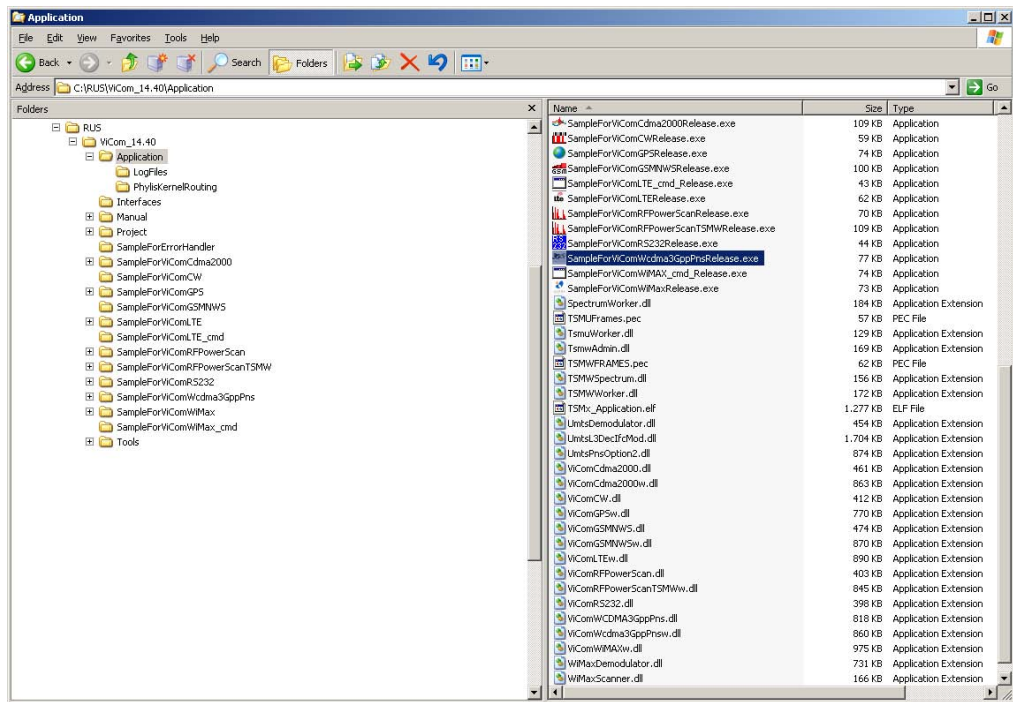 Application
File Edit View Favorites Tools Help
Back Search Folders
Address C:\RUS\ViCom_14.40\Application Go
Folders
RUS
ViCom_14.40
Application
LogFiles
PhylisKernelRouting
Interfaces
Manual
Project
SampleForErrorHandler
SampleForViComCdma2000
SampleForViComCW
SampleForViComGPS
SampleForViComGSMNWS
SampleForViComLTE
SampleForViComLTE_cmd
SampleForViComRFPowerScan
SampleForViComRFPowerScanTSMW
SampleForViComRS232
SampleForViComWcdma3GppPns
SampleForViComWiMax
SampleForViComWiMax_cmd
Tools
Name Size Type
SampleForViComCdma2000Release.exe 109 KB Application
SampleForViComCWRelease.exe 59 KB Application
SampleForViComGPSRelease.exe 74 KB Application
SampleForViComGSMNWSRelease.exe 100 KB Application
SampleForViComLTE_cmd_Release.exe 43 KB Application
SampleForViComLTERelease.exe 62 KB Application
SampleForViComRFPowerScanRelease.exe 70 KB Application
SampleForViComRFPowerScanTSMWRelease.exe 109 KB Application
SampleForViComRS232Release.exe 44 KB Application
SampleForViComWcdma3GppPnsRelease.exe 77 KB Application
SampleForViComWiMAX_cmd_Release.exe 74 KB Application
SampleForViComWiMaxRelease.exe 73 KB Application
SpectrumWorker.dll 184 KB Application Extension
TSMUFrames.pec 57 KB PEC File
TsmuWorker.dll 129 KB Application Extension
TsmwAdmin.dll 169 KB Application Extension
TSMWFRAMES.pec 62 KB PEC File
TSMWSpectrum.dll 156 KB Application Extension
TSMWWorker.dll 172 KB Application Extension
TSMx_Application.elf 1.277 KB ELF File
UmtsDemodulator.dll 454 KB Application Extension
UmtsL3DecIfcMod.dll 1.704 KB Application Extension
UmtsPnsOption2.dll 874 KB Application Extension
ViComCdma2000.dll 461 KB Application Extension
ViComCdma2000w.dll 863 KB Application Extension
ViComCW.dll 412 KB Application Extension
ViComGPSw.dll 770 KB Application Extension
ViComGSMNWS.dll 474 KB Application Extension
ViComGSMNWSw.dll 870 KB Application Extension
ViComLTEw.dll 890 KB Application Extension
ViComRFPowerScan.dll 403 KB Application Extension
ViComRFPowerScanTSMWw.dll 845 KB Application Extension
ViComRS232.dll 398 KB Application Extension
ViComWCDMA3GppPns.dll 818 KB Application Extension
ViComWcdma3GppPnsw.dll 860 KB Application Extension
ViComWiMAXw.dll 975 KB Application Extension
WiMaxDemodulator.dll 731 KB Application Extension
WiMaxScanner.dll 166 KB Application Extension